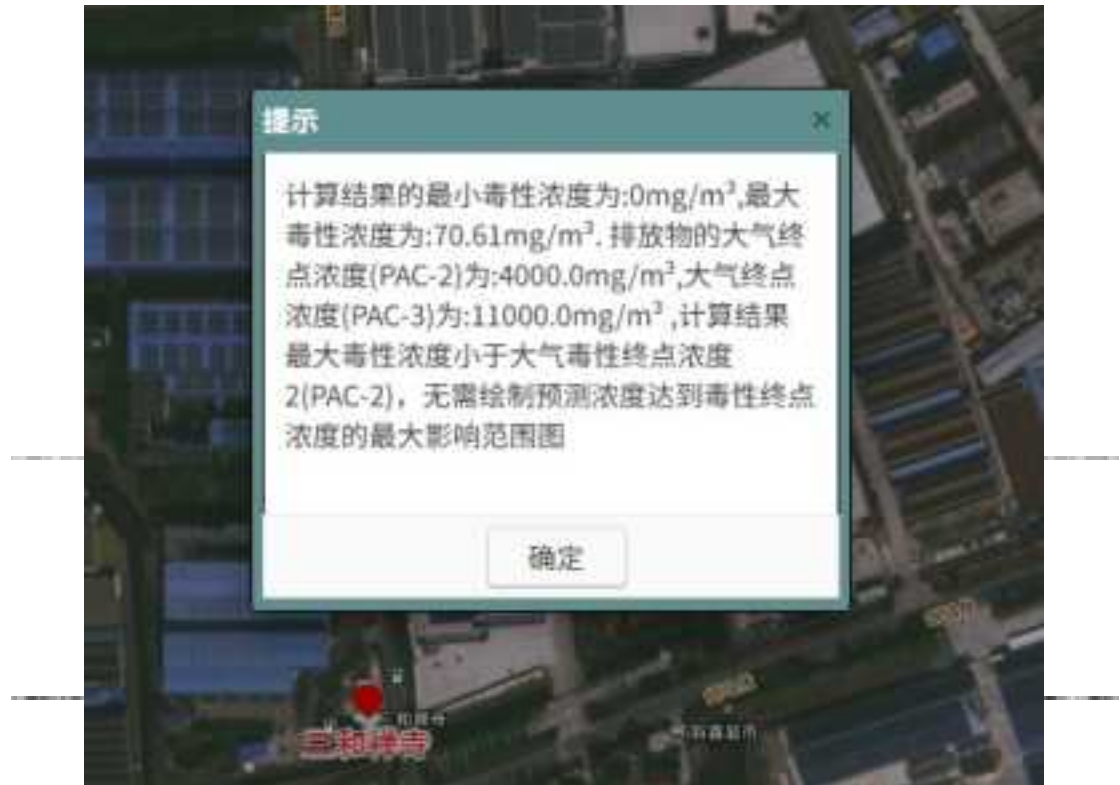 提示
×
计算结果的最小毒性浓度为:0mg/m³,最大
毒性浓度为:70.61mg/m³. 排放物的大气终
点浓度(PAC-2)为:4000.0mg/m³,大气终点
浓度(PAC-3)为:11000.0mg/m³ ,计算结果
最大毒性浓度小于大气毒性终点浓度
2(PAC-2)，无需绘制预测浓度达到毒性终点
浓度的最大影响范围图
确定
三和禅寺